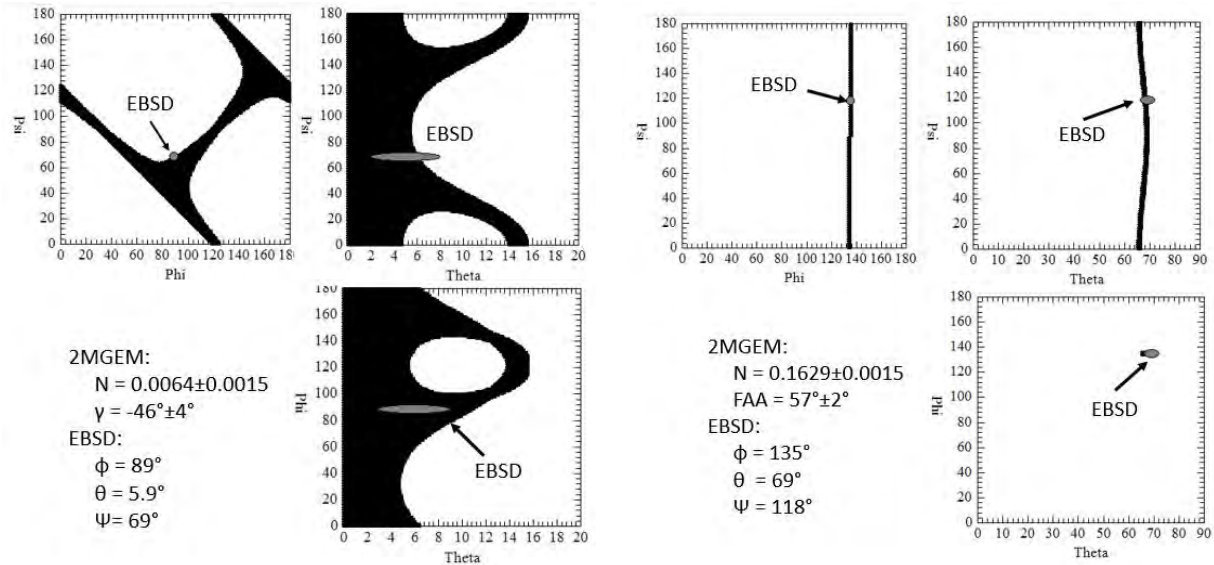 180
160
140
120
100
80
60
40
20
0
Psi
EBSD
0 20 40 60 80 100 120 140 160 180
Phi
180
160
140
120
100
80
60
40
20
0
Psi
EBSD
0 2 4 6 8 10 12 14 16 18 20
Theta
180
160
140
120
100
80
60
40
20
0
Phi
EBSD
0 2 4 6 8 10 12 14 16 18 20
Theta
2MGEM:
N = 0.0064±0.0015
γ = -46°±4°
EBSD:
ϕ = 89°
θ = 5.9°
Ψ= 69°
180
160
140
120
100
80
60
40
20
0
Psi
EBSD
0 20 40 60 80 100 120 140 160 180
Phi
180
160
140
120
100
80
60
40
20
0
Psi
EBSD
0 10 20 30 40 50 60 70 80 90
Theta
180
160
140
120
100
80
60
40
20
0
Phi
EBSD
0 10 20 30 40 50 60 70 80 90
Theta
2MGEM:
N = 0.1629±0.0015
FAA = 57°±2°
EBSD:
ϕ = 135°
θ = 69°
Ψ = 118°